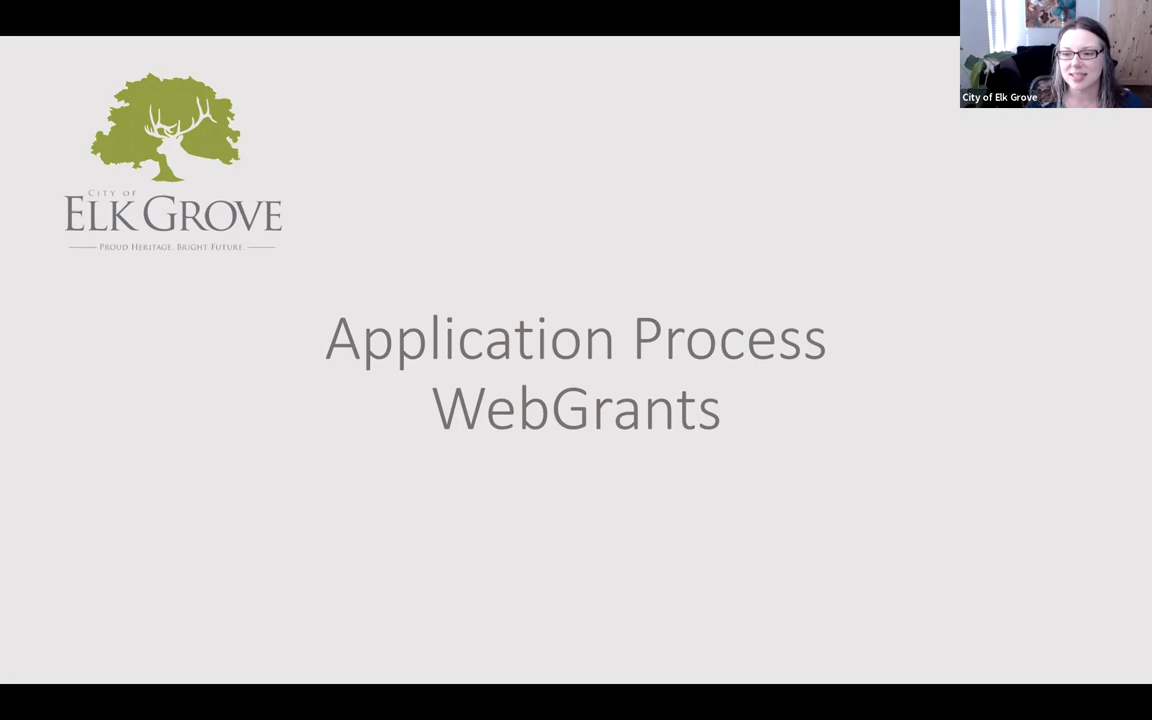 City of Elk Grove
CITY OF
ELK GROVE
PROUD HERITAGE. BRIGHT FUTURE.
Application Process
WebGrants